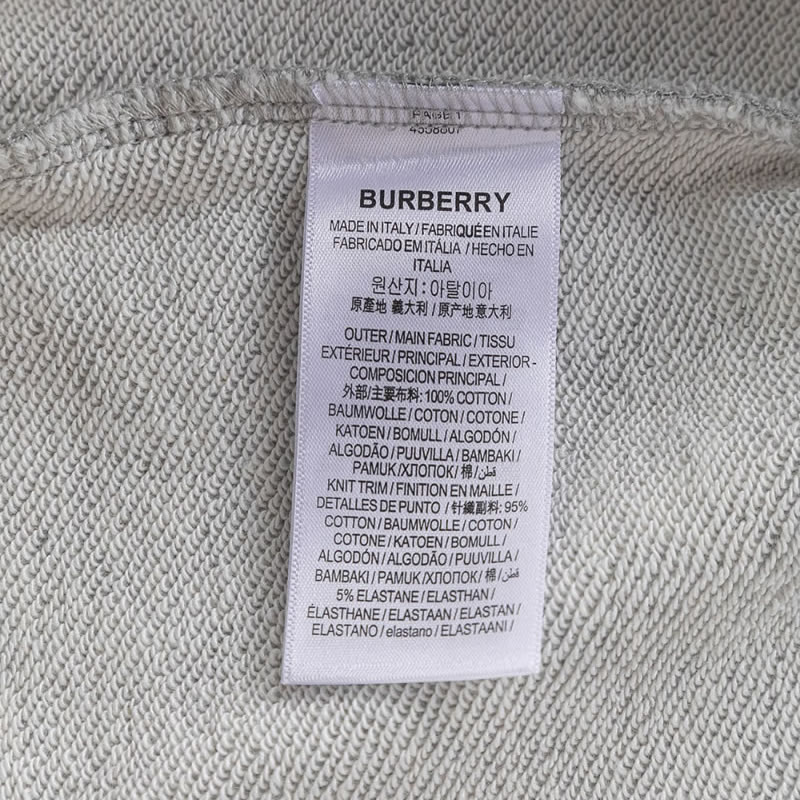 PAGE 1
4558807
BURBERRY
MADE IN ITALY / FABRIQUÉ EN ITALIE
FABRICADO EM ITÁLIA / HECHO EN
ITALIA
원산지 : 아탈이아
原產地 義大利 / 原产地意大利
OUTER / MAIN FABRIC / TISSU
EXTÉRIEUR / PRINCIPAL / EXTERIOR -
COMPOSICION PRINCIPAL /
外部/主要布料: 100% COTTON /
BAUMWOLLE / COTON / COTONE /
KATOEN / BOMULL / ALGODÓN /
ALGODÃO / PUUVILLA / BAMBAKI /
PAMUK /ХЛОПОК/ 棉 /قطن/
KNIT TRIM / FINITION EN MAILLE /
DETALLES DE PUNTO / 針織副料: 95%
COTTON / BAUMWOLLE / COTON /
COTONE / KATOEN / BOMULL /
ALGODÓN / ALGODÃO / PUUVILLA /
BAMBAKI / PAMUK /ХЛОПОК/ 棉 /قطن/
5% ELASTANE / ELASTHAN /
ÉLASTHANE / ELASTAAN / ELASTAN /
ELASTANO / elastano / ELASTAANI /